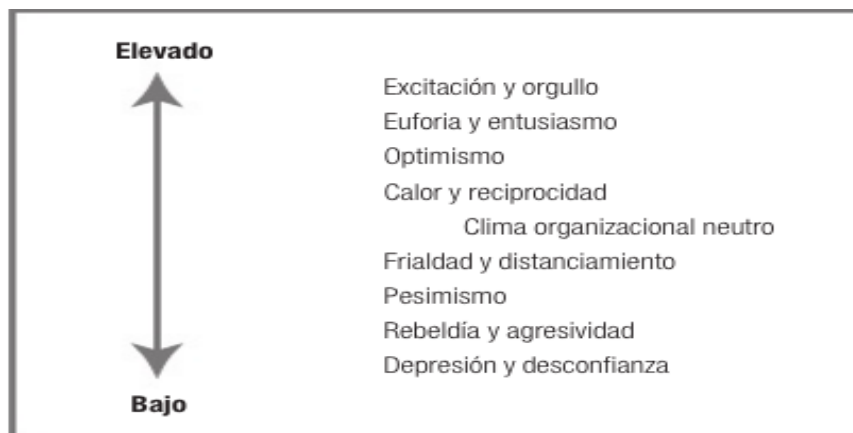 Elevado
Excitación y orgullo
Euforia y entusiasmo
Optimismo
Calor y reciprocidad
Clima organizacional neutro
Frialdad y distanciamiento
Pesimismo
Rebeldía y agresividad
Depresión y desconfianza
Bajo